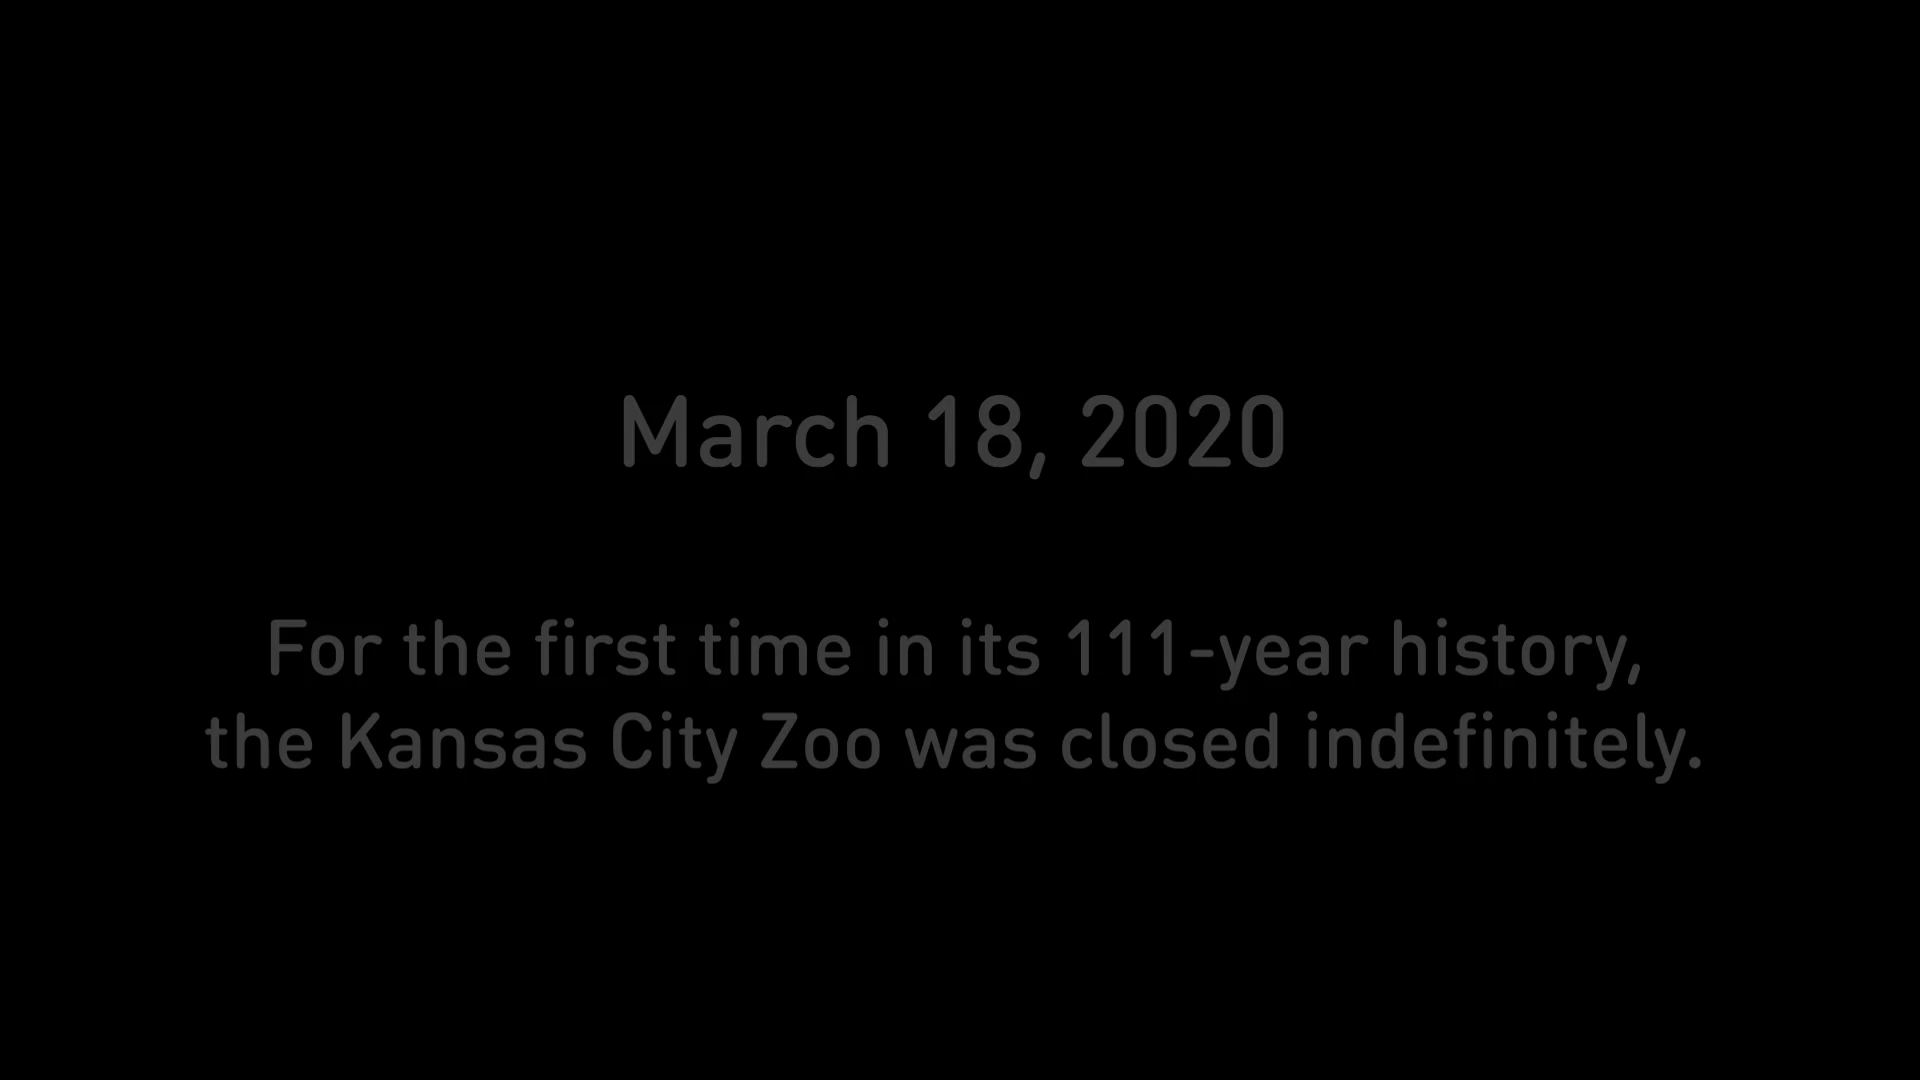 March 18, 2020
For the first time in its 111-year history,
the Kansas City Zoo was closed indefinitely.